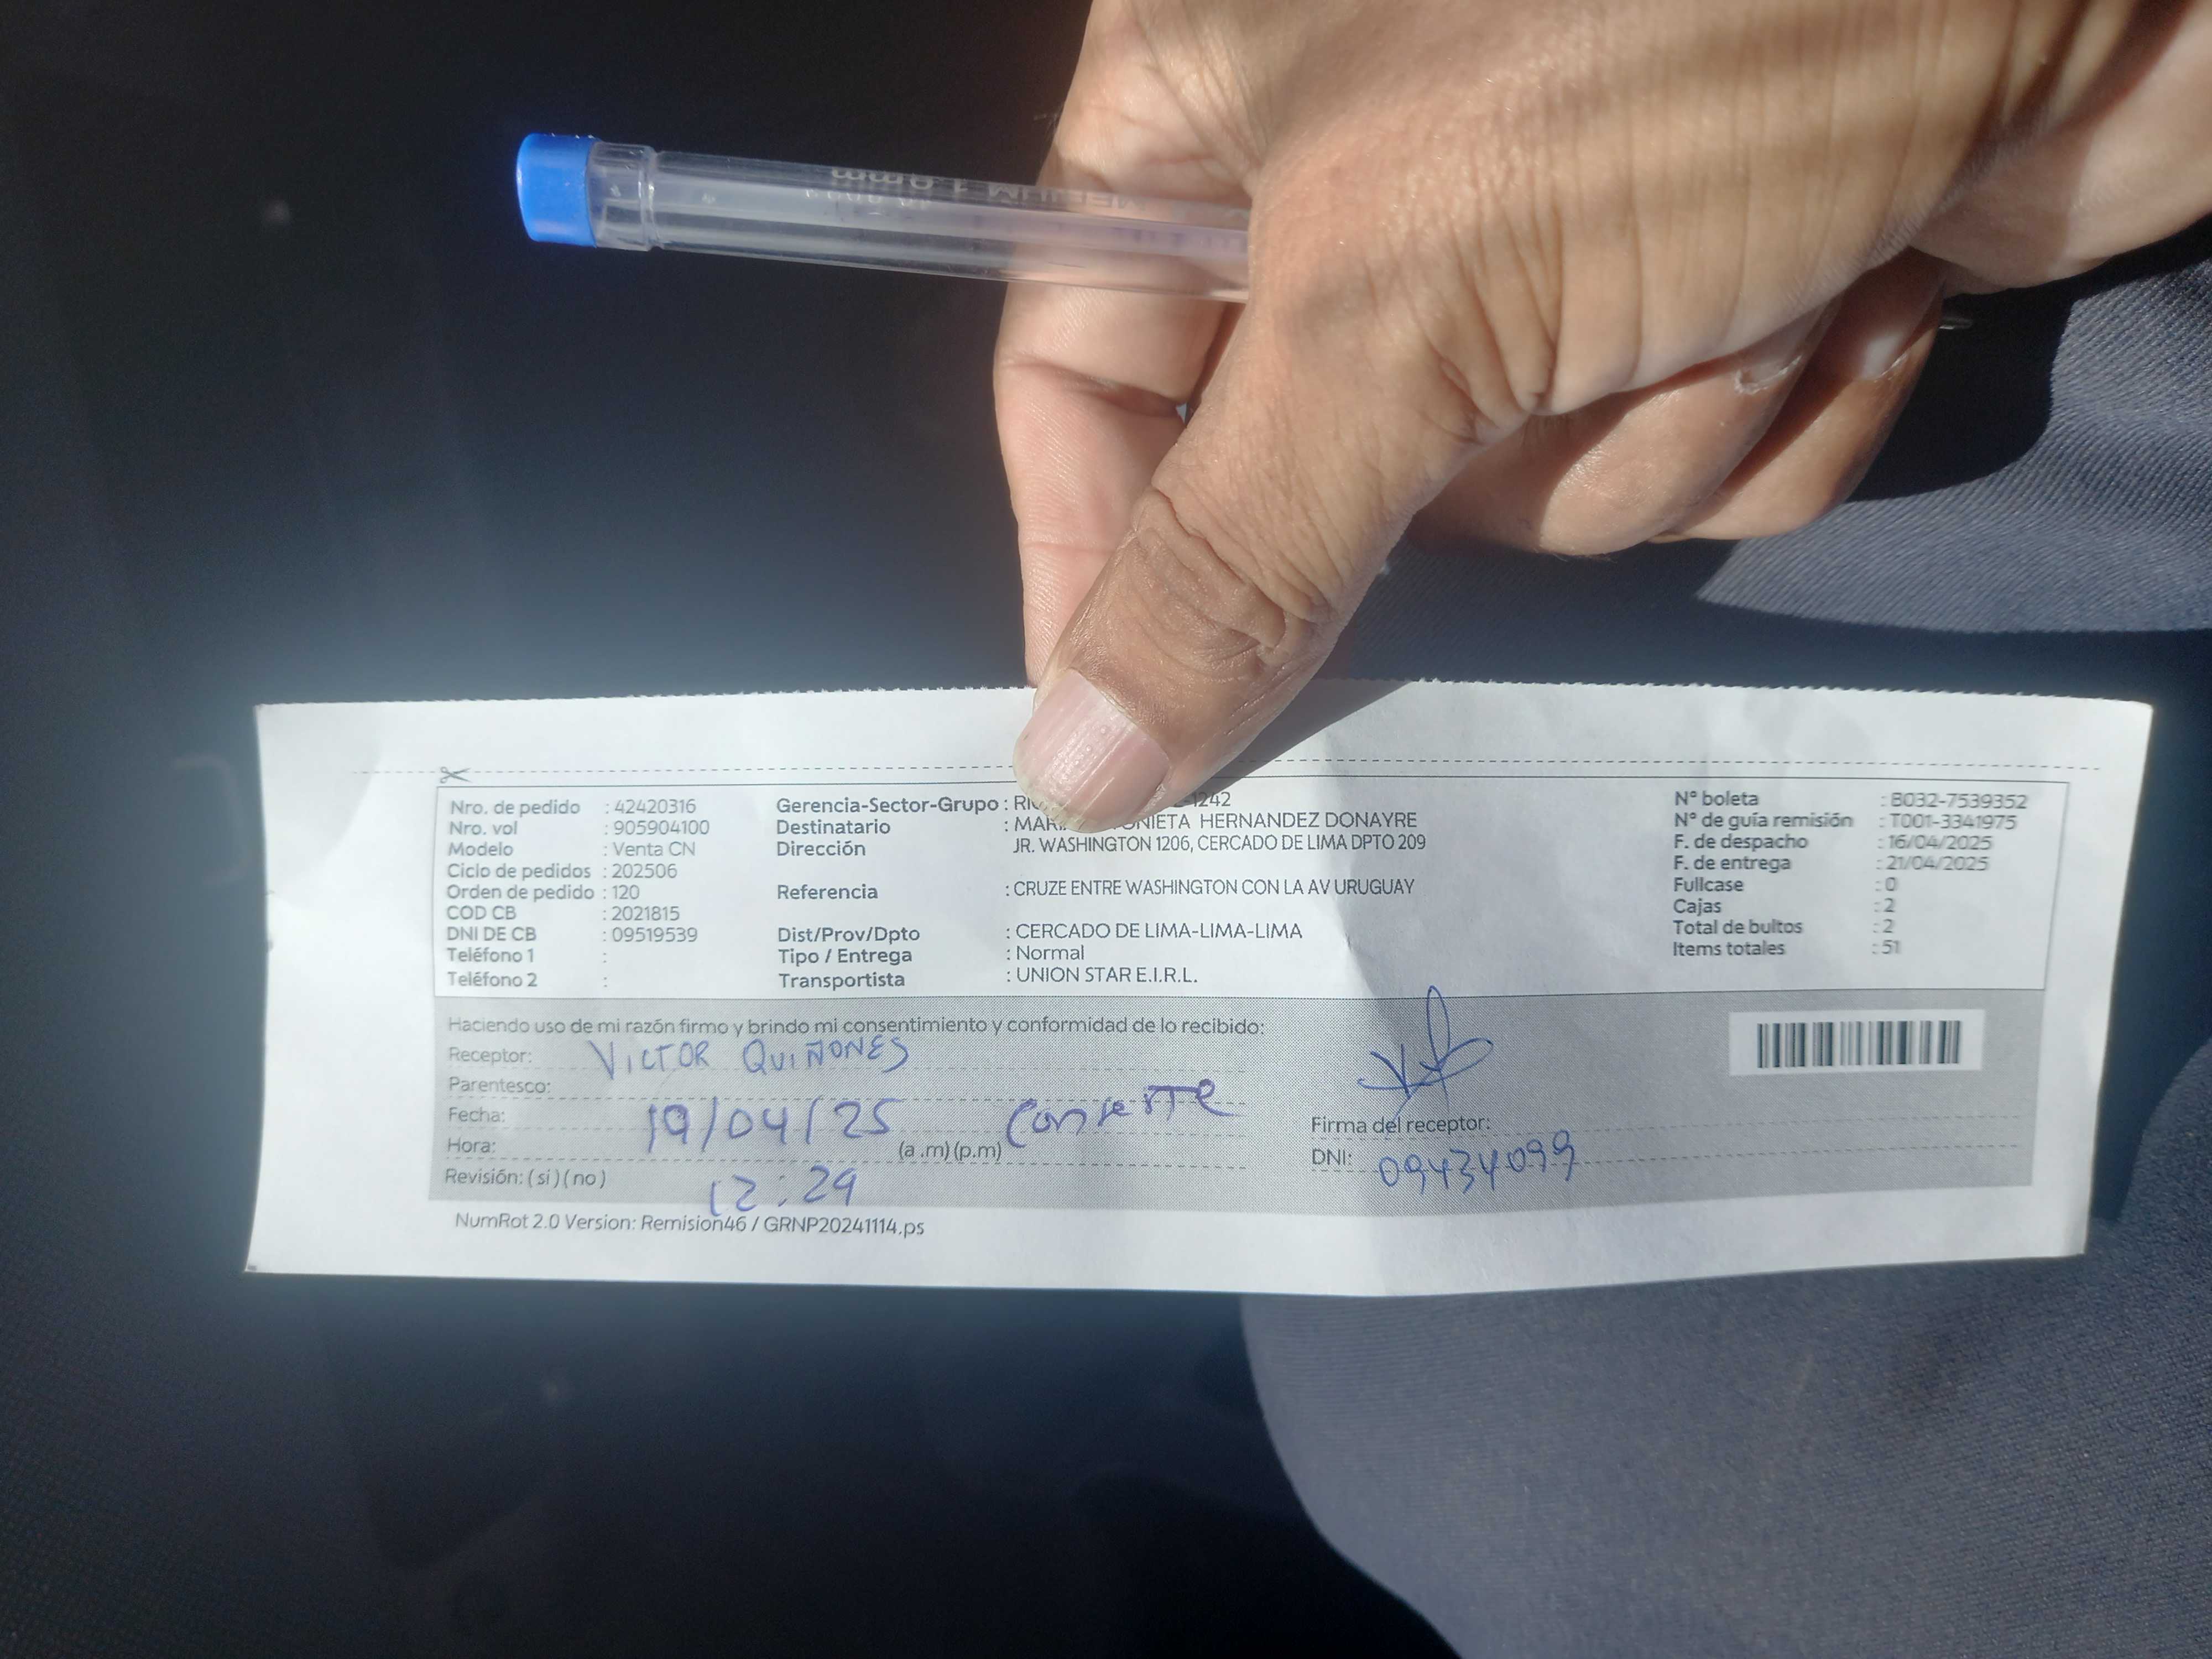 Nro. de pedido : 42420316
Nro. vol : 905904100
Modelo : Venta CN
Ciclo de pedidos : 202506
Orden de pedido : 120
COD CB : 2021815
DNI DE CB : 09519539
Teléfono 1 :
Teléfono 2 :
Gerencia-Sector-Grupo : -1242
Destinatario : HERNANDEZ DONAYRE
Dirección JR. WASHINGTON 1206, CERCADO DE LIMA DPTO 209
Referencia : CRUZE ENTRE WASHINGTON CON LA AV URUGUAY
Dist/Prov/Dpto : CERCADO DE LIMA-LIMA-LIMA
Tipo / Entrega : Normal
Transportista : UNION STAR E.I.R.L.
N° boleta : B032-7539352
N° de guía remisión : T001-3341975
F. de despacho : 16/04/2025
F. de entrega : 21/04/2025
Fullcase : 0
Cajas : 2
Total de bultos : 2
Items totales : 51
Haciendo uso de mi razón firmo y brindo mi consentimiento y conformidad de lo recibido:
Receptor: VICTOR QUIÑONES
Parentesco:
Fecha: 19/04/25
Hora: (a .m) (p.m)
Revisión: ( si ) ( no ) 12:29
Firma del receptor:
DNI: 09434099
NumRot 2.0 Version: Remision46 / GRNP20241114.ps